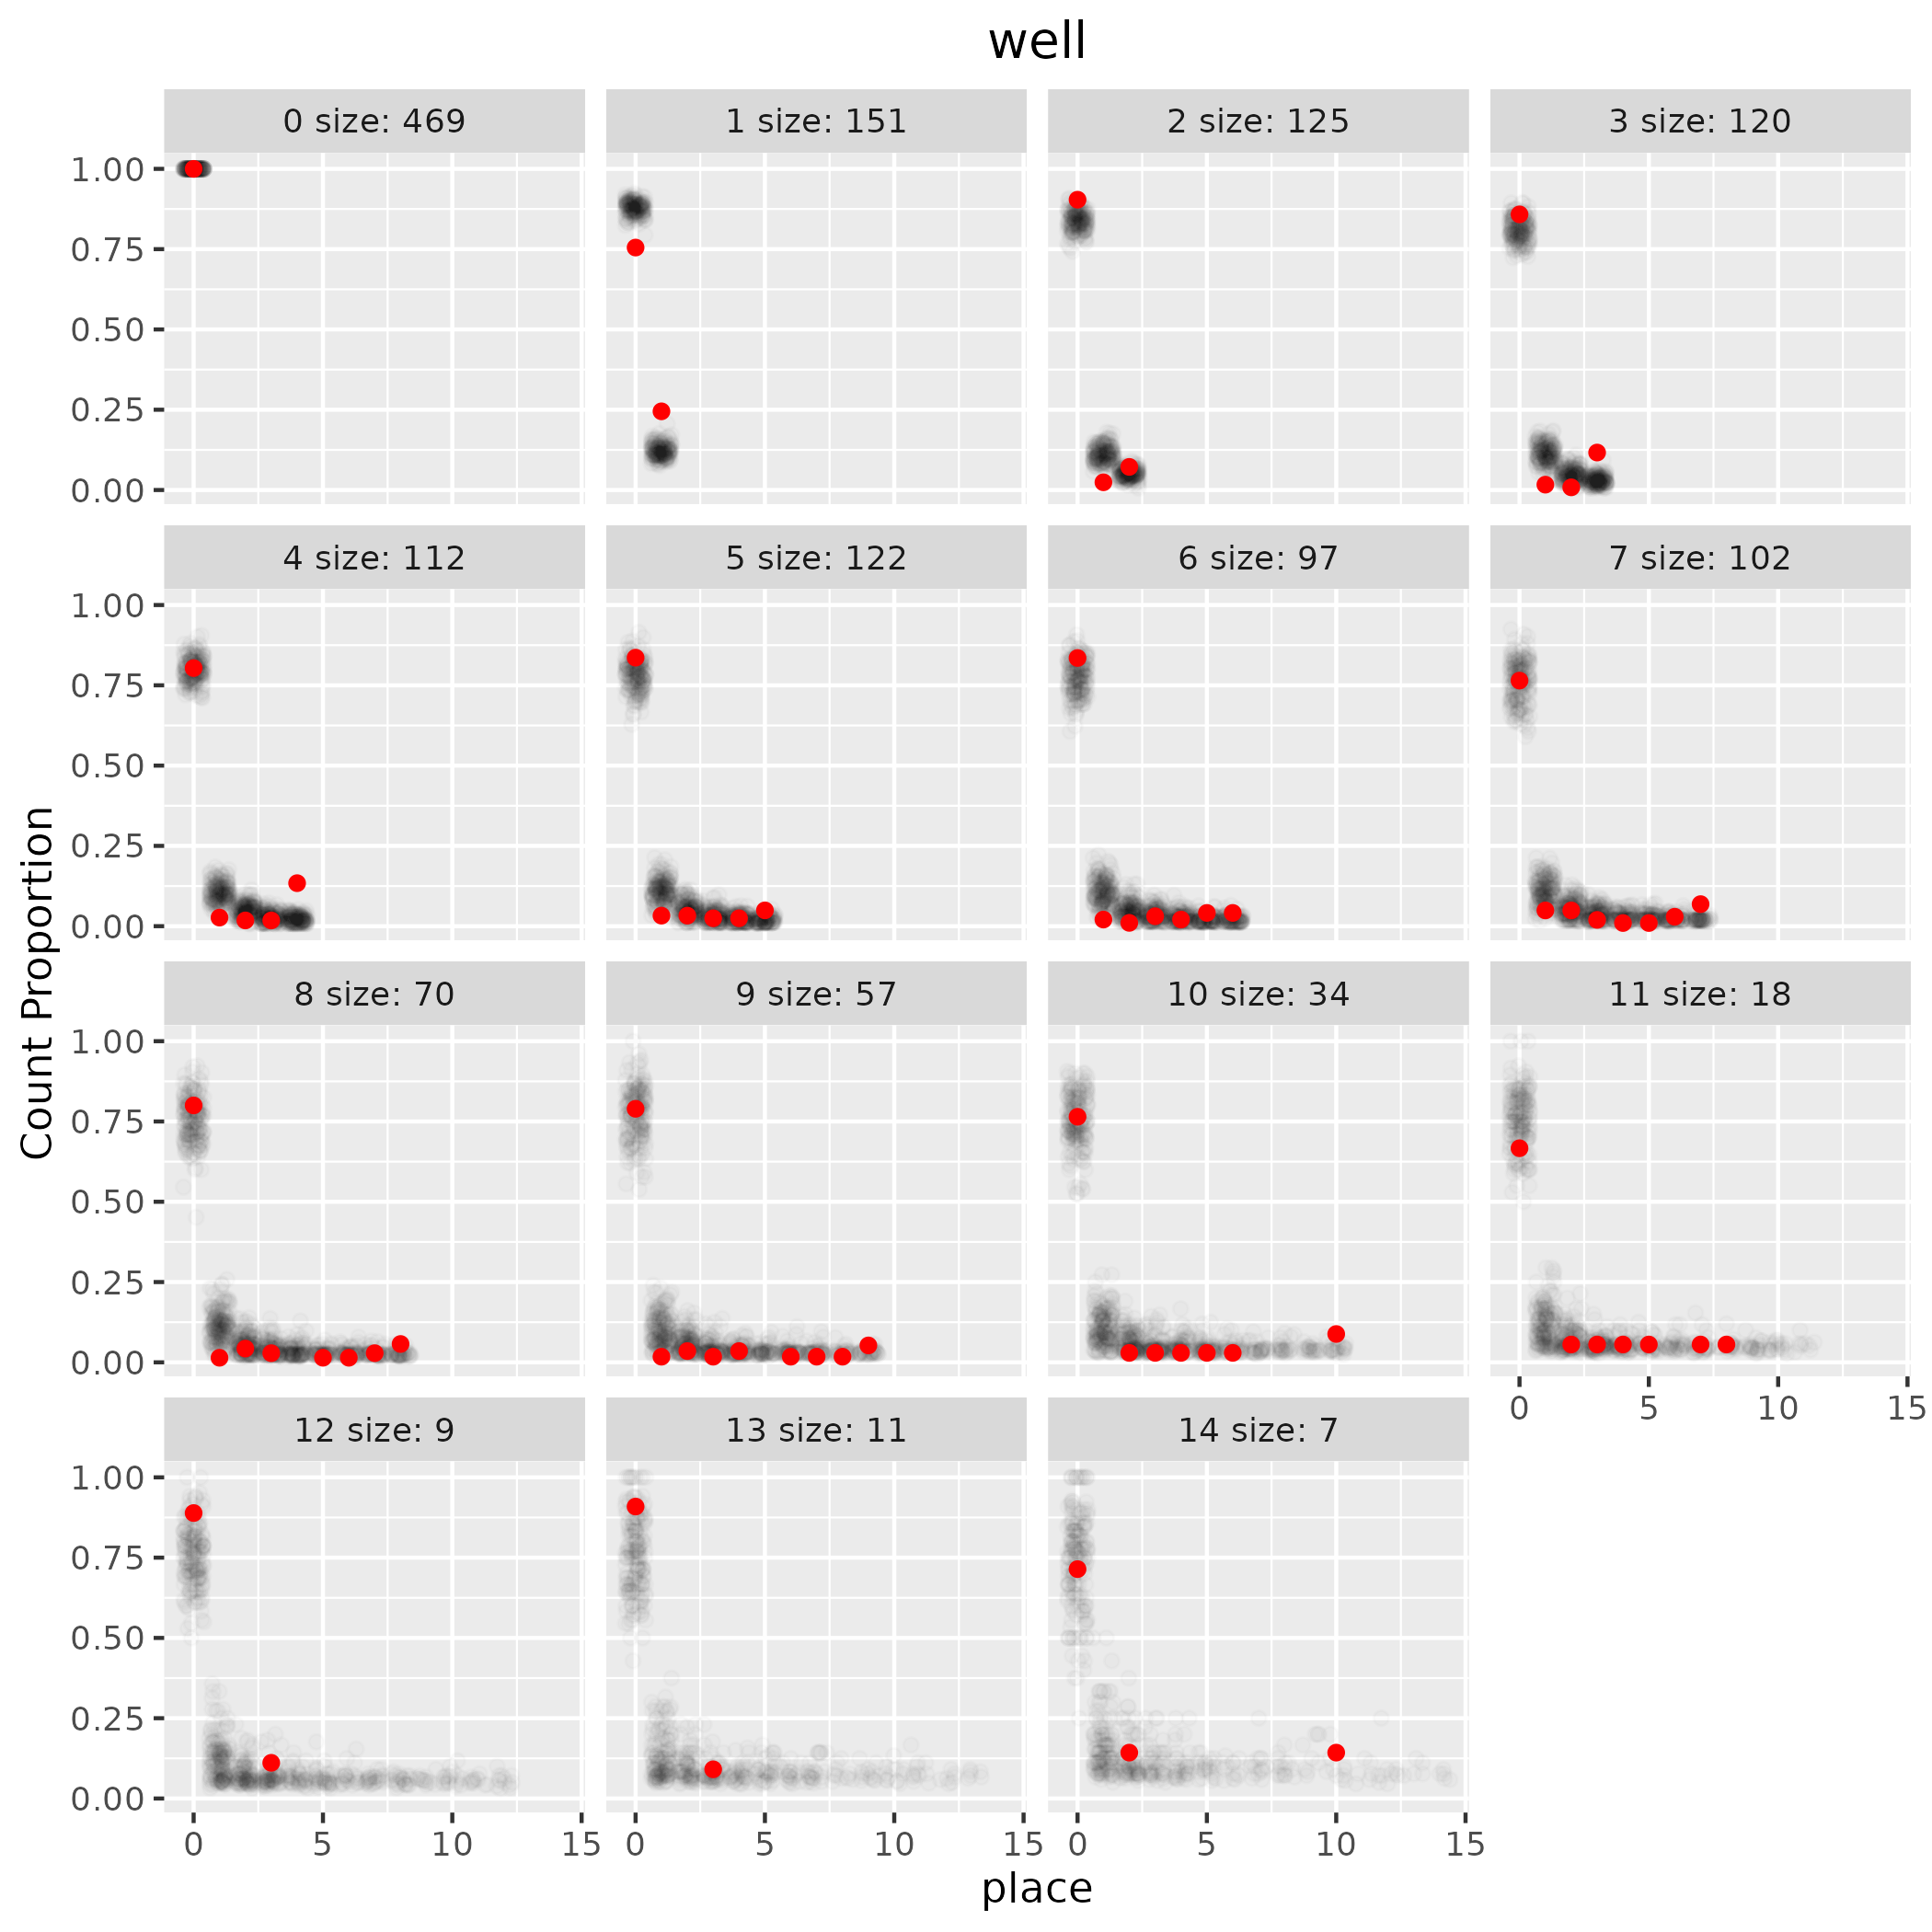 well
0 size: 469
1 size: 151
2 size: 125
3 size: 120
1.00
0.75
0.50
0.25
0.00
4 size: 112
5 size: 122
6 size: 97
7 size: 102
1.00
0.75
0.50
0.25
0.00
Count Proportion
8 size: 70
9 size: 57
10 size: 34
11 size: 18
1.00
0.75
0.50
0.25
0.00
0 5 10 15
12 size: 9
13 size: 11
14 size: 7
1.00
0.75
0.50
0.25
0.00
0 5 10 15
0 5 10 15
0 5 10 15
place